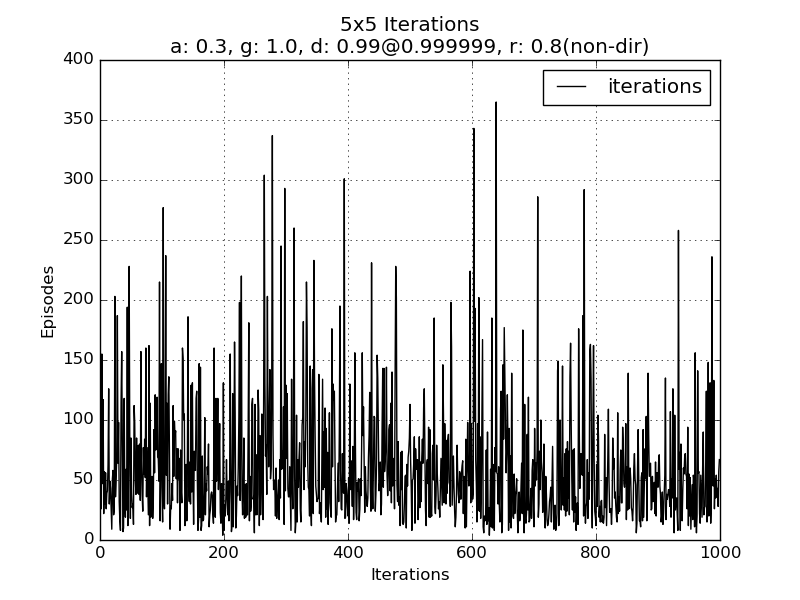 5x5 Iterations
a: 0.3, g: 1.0, d: 0.99@0.999999, r: 0.8(non-dir)
iterations
400
350
300
250
200
150
100
50
0
Episodes
0 200 400 600 800 1000
Iterations